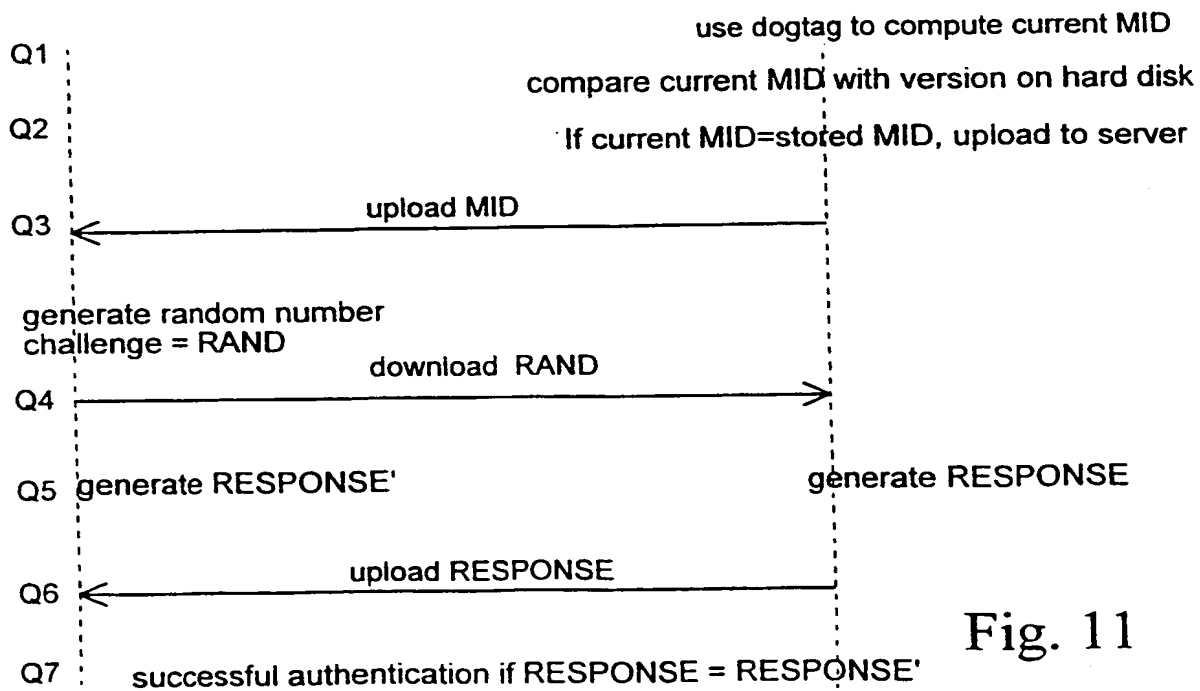 use dogtag to compute current MID
Q1
compare current MID with version on hard disk
Q2
If current MID=stored MID, upload to server
upload MID
Q3
generate random number
challenge = RAND
download RAND
Q4
Q5 generate RESPONSE' generate RESPONSE
upload RESPONSE
Q6
Fig. 11
Q7 successful authentication if RESPONSE = RESPONSE'